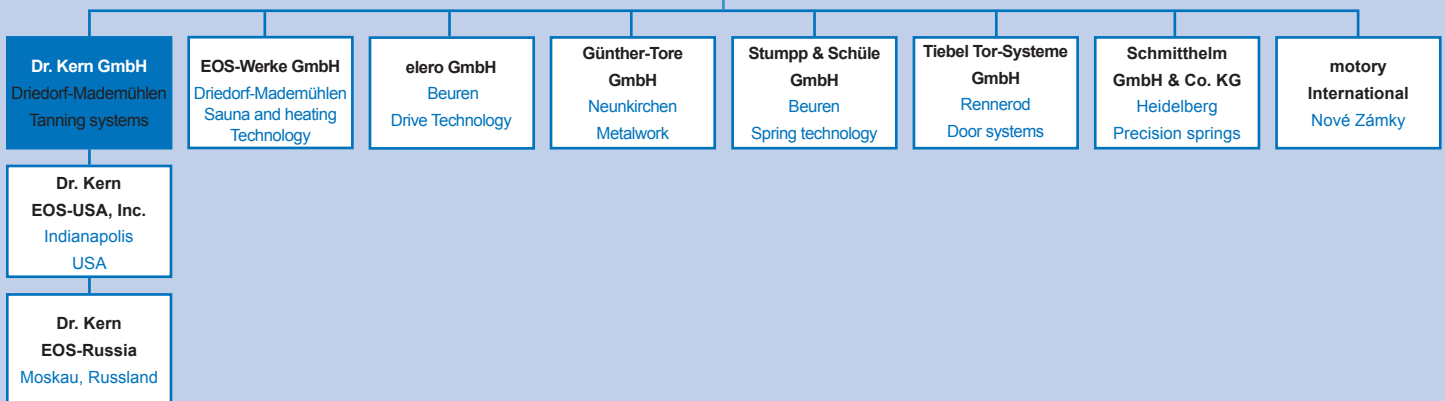 Dr. Kern GmbH
Driedorf-Mademühlen
Tanning systems
EOS-Werke GmbH
Driedorf-Mademühlen
Sauna and heating
Technology
elero GmbH
Beuren
Drive Technology
Günther-Tore
GmbH
Neunkirchen
Metalwork
Stumpp & Schüle
GmbH
Beuren
Spring technology
Tiebel Tor-Systeme
GmbH
Rennerod
Door systems
Schmitthelm
GmbH & Co. KG
Heidelberg
Precision springs
motory
International
Nové Zámky
Dr. Kern
EOS-USA, Inc.
Indianapolis
USA
Dr. Kern
EOS-Russia
Moskau, Russland